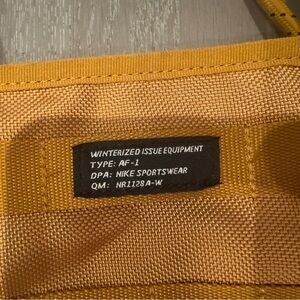 WINTERIZED ISSUE EQUIPMENT
TYPE: AF-1
DPA: NIKE SPORTSWEAR
QM: NR1128A-W